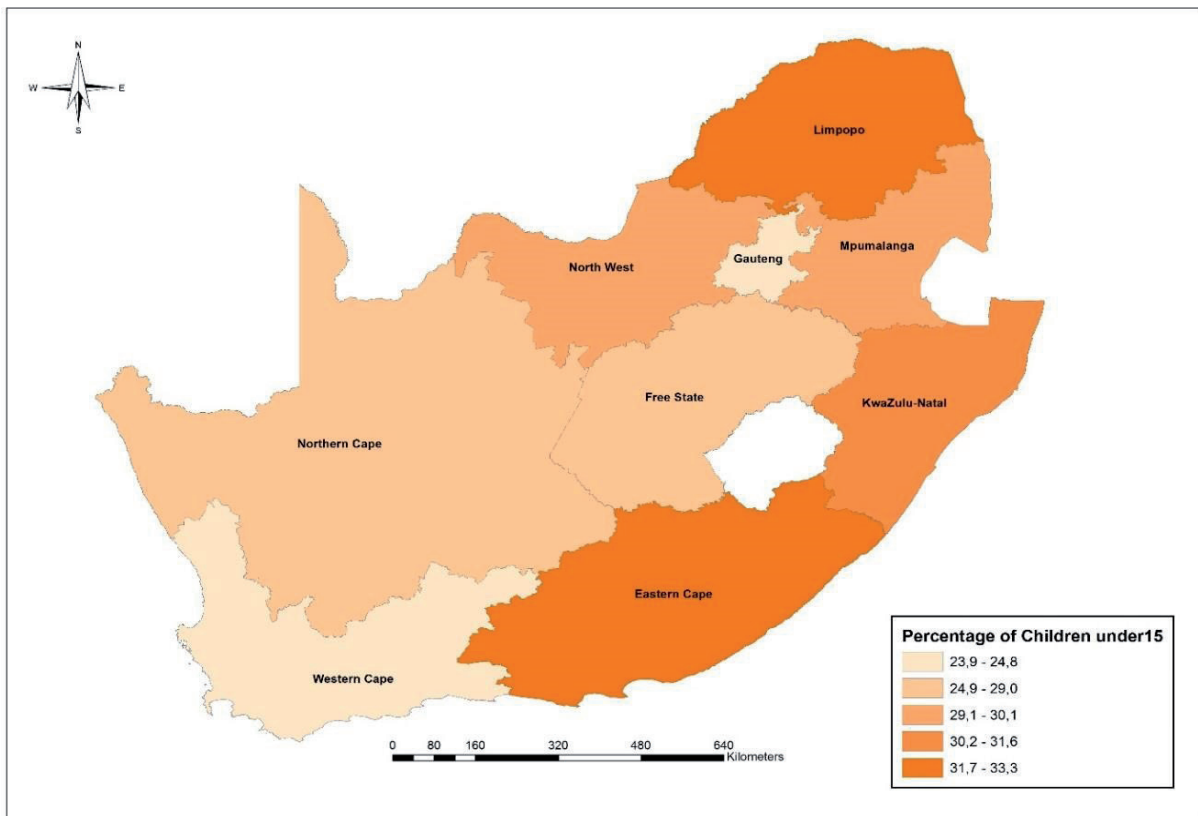 N
W E
S
Limpopo
Mpumalanga
Gauteng
North West
Free State
KwaZulu-Natal
Northern Cape
Eastern Cape
Western Cape
Percentage of Children under15
23,9 - 24,8
24,9 - 29,0
29,1 - 30,1
30,2 - 31,6
31,7 - 33,3
0 80 160 320 480 640
Kilometers